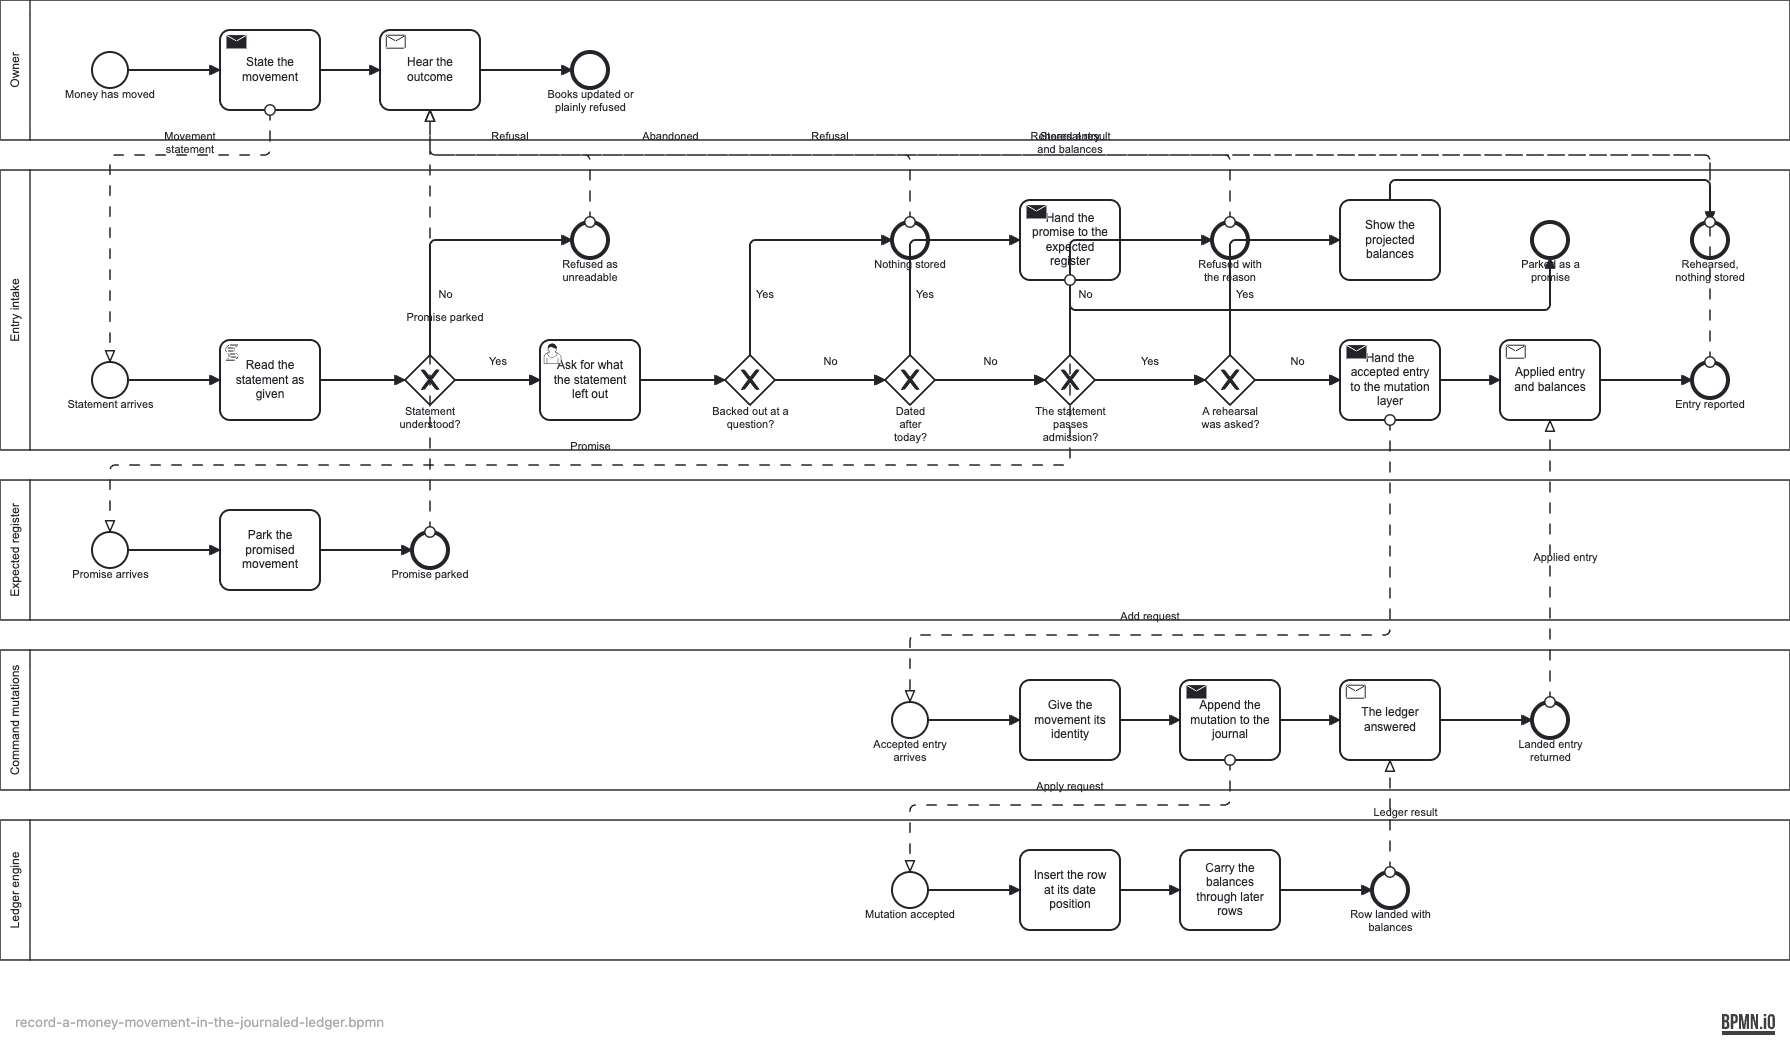 Owner
State the
movement
Hear the
outcome
Money has moved
Books updated or
plainly refused
Movement
statement
Refusal
Abandoned
Refusal
and balances
Entry intake
Hand the
promise to the
expected
register
Show the
projected
balances
Refused as
unreadable
Nothing stored
Refused with
the reason
Parked as a
promise
Rehearsed,
nothing stored
No
Yes
Yes
No
Yes
Promise parked
Read the
statement as
given
Yes
Ask for what
the statement
left out
No
No
Yes
No
Hand the
accepted entry
to the mutation
layer
Applied entry
and balances
Statement arrives
Statement
understood?
Backed out at a
question?
Dated
after
today?
The statement
passes
admission?
A rehearsal
was asked?
Entry reported
Promise
Expected register
Park the
promised
movement
Promise arrives
Promise parked
Applied entry
Add request
Command mutations
Give the
movement its
identity
Append the
mutation to the
journal
The ledger
answered
Accepted entry
arrives
Landed entry
returned
Apply request
Ledger result
Ledger engine
Insert the row
at its date
position
Carry the
balances
through later
rows
Mutation accepted
Row landed with
balances
record-a-money-movement-in-the-journaled-ledger.bpmn
BPMN.iO